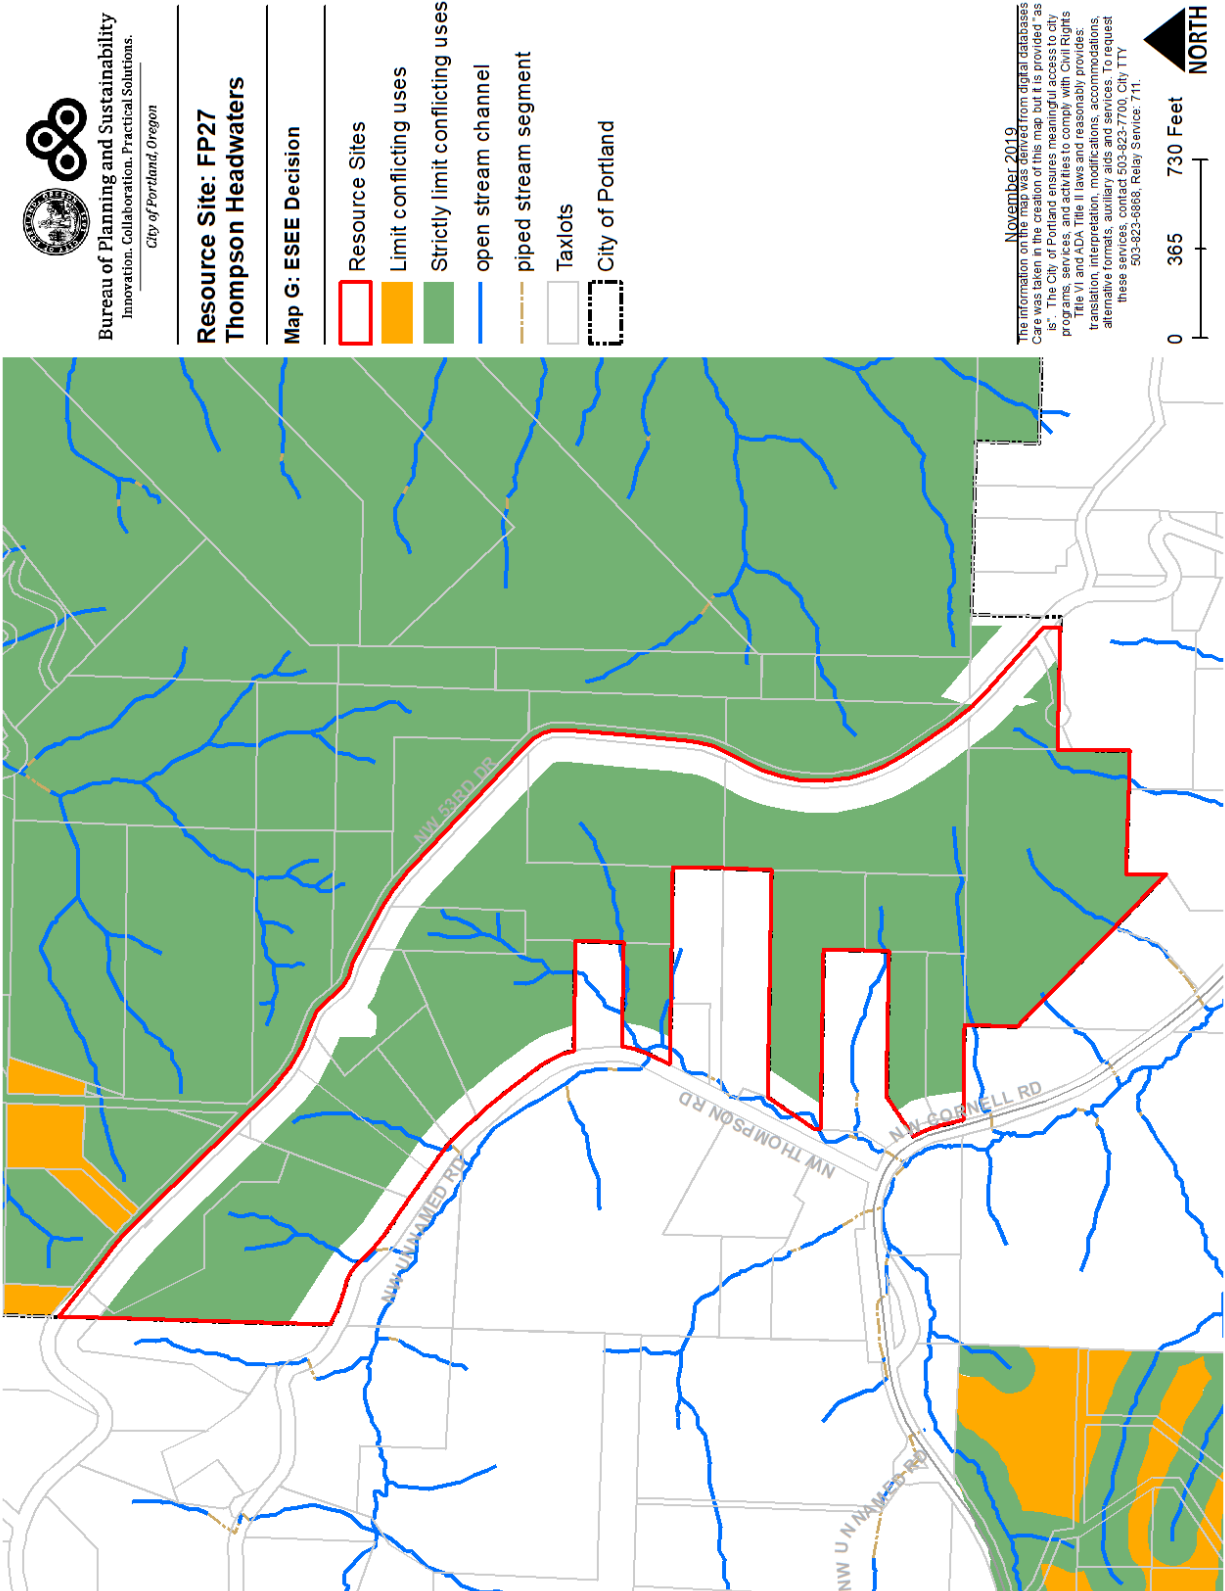 Bureau of Planning and Sustainability
Innovation. Collaboration. Practical Solutions.
City of Portland, Oregon
Resource Site: FP27
Thompson Headwaters
Map G: ESEE Decision
Resource Sites
Limit conflicting uses
Strictly limit conflicting uses
open stream channel
piped stream segment
Taxlots
City of Portland
November 2019
The information on the map was derived from digital databases
Care was taken in the creation of this map but it is provided "as
is". The City of Portland ensures meaningful access to city
programs, services, and activities to comply with Civil Rights
Title VI and ADA Title II laws and reasonably provides:
translation, interpretation, modifications, accommodations,
alternative formats, auxiliary aids and services. To request
these services, contact 503-823-7700, City TTY
503-823-6868, Relay Service: 711.
0 365 730 Feet
NORTH
NW 53RD DR
NW THOMPSON RD
NW CORNELL RD
NW UNNAMED RD
NW UNNAMED RD